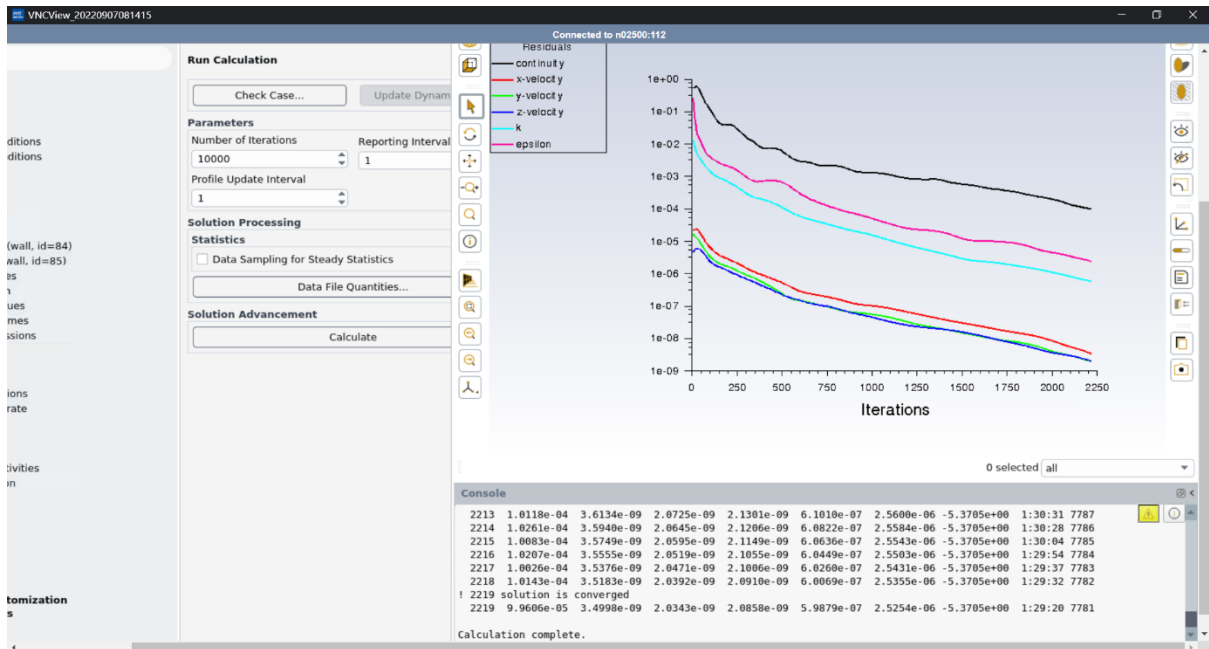 VNCView_20220907081415
Connected to n02500:112
Run Calculation
Check Case...
Update Dynam
Parameters
Number of Iterations
Reporting Interval
10000
1
Profile Update Interval
1
Solution Processing
Statistics
Data Sampling for Steady Statistics
Data File Quantities...
Solution Advancement
Calculate
ditions
ditions
(wall, id=84)
wall, id=85)
es
n
ues
mes
ssions
ions
rate
tivities
on
tomization
s
Residuals
continuity
x-velocity
y-velocity
z-velocity
k
epsilon
1e+00
1e-01
1e-02
1e-03
1e-04
1e-05
1e-06
1e-07
1e-08
1e-09
0 250 500 750 1000 1250 1500 1750 2000 2250
Iterations
0 selected all
Console
2213 1.0118e-04 3.6134e-09 2.0725e-09 2.1301e-09 6.1010e-07 2.5600e-06 -5.3705e+00 1:30:31 7787
2214 1.0261e-04 3.5940e-09 2.0645e-09 2.1206e-09 6.0822e-07 2.5584e-06 -5.3705e+00 1:30:28 7786
2215 1.0083e-04 3.5749e-09 2.0595e-09 2.1149e-09 6.0636e-07 2.5543e-06 -5.3705e+00 1:30:04 7785
2216 1.0207e-04 3.5555e-09 2.0519e-09 2.1055e-09 6.0449e-07 2.5503e-06 -5.3705e+00 1:29:54 7784
2217 1.0026e-04 3.5376e-09 2.0471e-09 2.1006e-09 6.0260e-07 2.5431e-06 -5.3705e+00 1:29:37 7783
2218 1.0143e-04 3.5183e-09 2.0392e-09 2.0910e-09 6.0069e-07 2.5355e-06 -5.3705e+00 1:29:32 7782
! 2219 solution is converged
2219 9.9606e-05 3.4998e-09 2.0343e-09 2.0858e-09 5.9879e-07 2.5254e-06 -5.3705e+00 1:29:20 7781
Calculation complete.